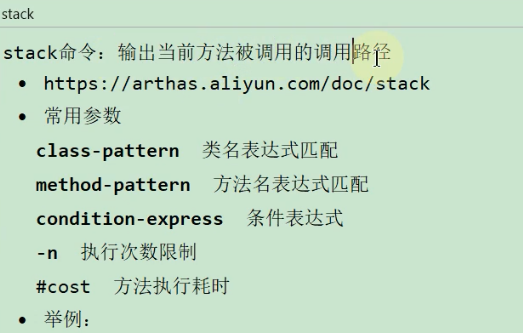 stack
stack命令：输出当前方法被调用的调用路径
• https://arthas.aliyun.com/doc/stack
• 常用参数
class-pattern 类名表达式匹配
method-pattern 方法名表达式匹配
condition-express 条件表达式
-n 执行次数限制
#cost 方法执行耗时
• 举例：